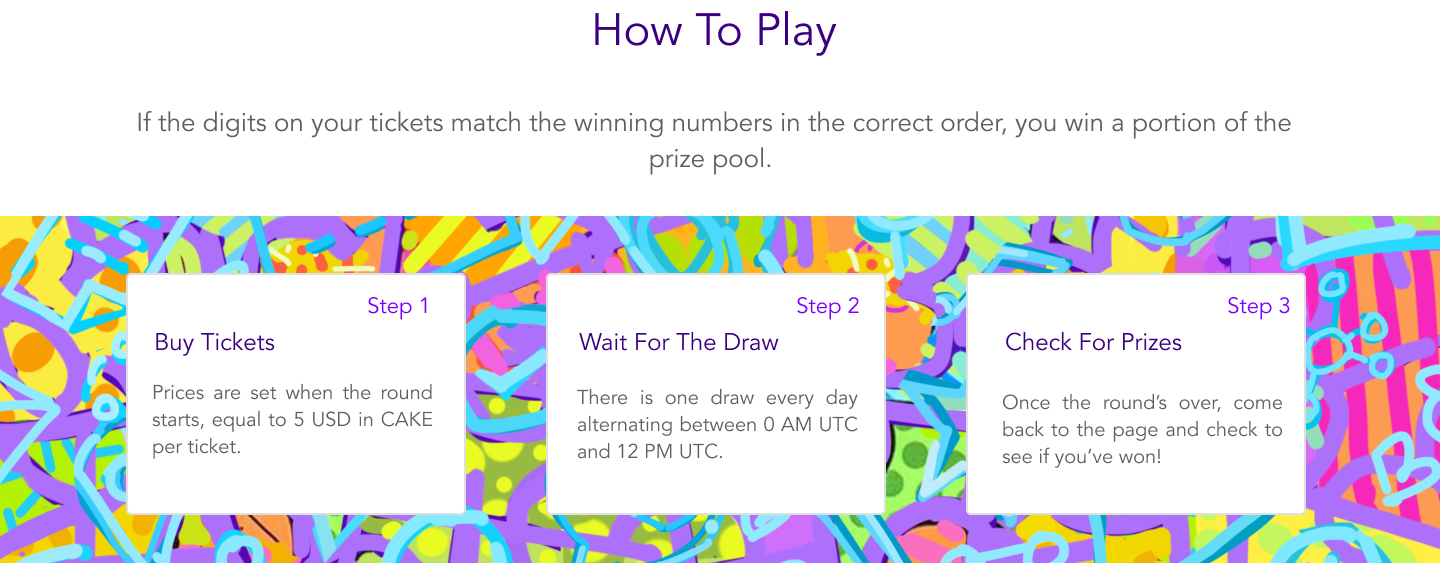 How To Play
If the digits on your tickets match the winning numbers in the correct order, you win a portion of the
prize pool.
Step 1
Buy Tickets
Prices are set when the round
starts, equal to 5 USD in CAKE
per ticket.
Step 2
Wait For The Draw
There is one draw every day
alternating between 0 AM UTC
and 12 PM UTC.
Step 3
Check For Prizes
Once the round’s over, come
back to the page and check to
see if you’ve won!